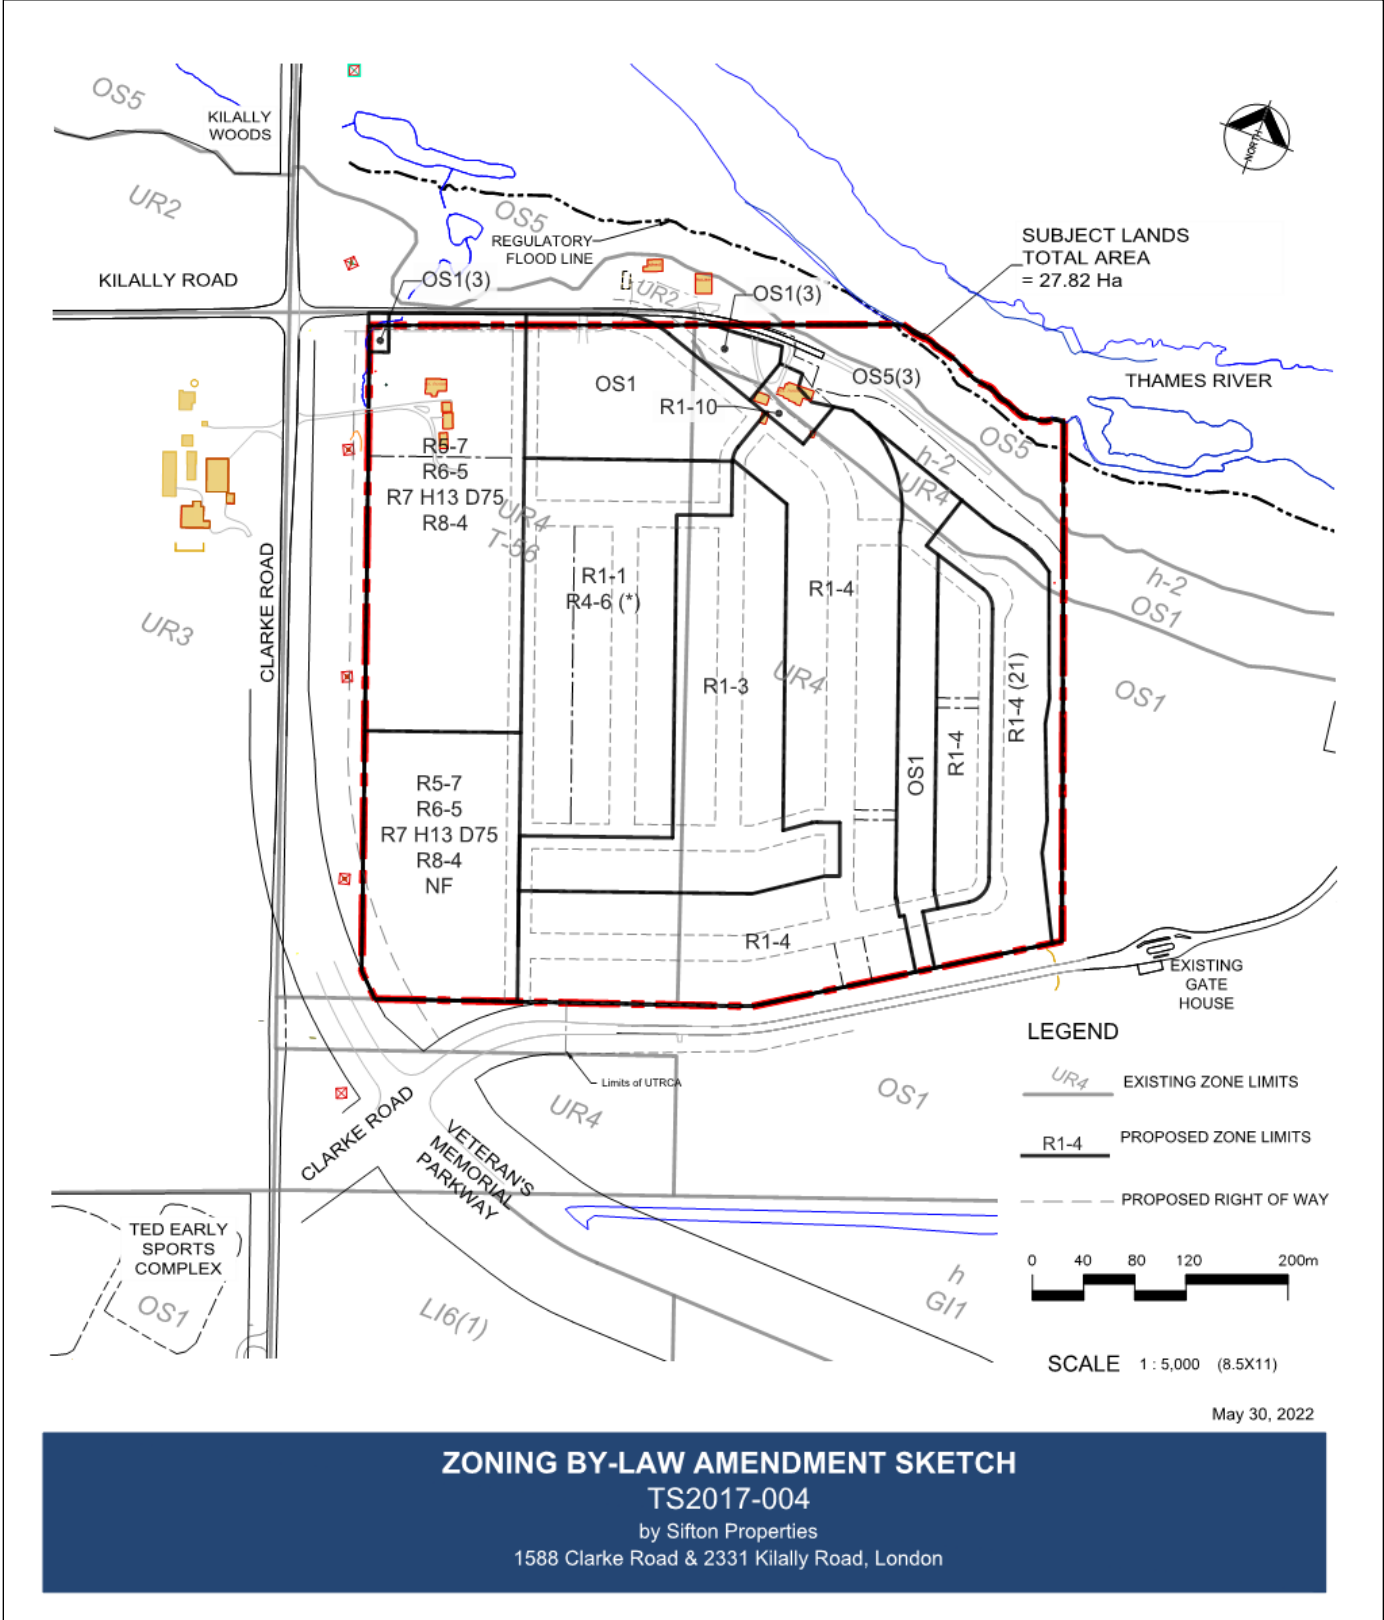 OS5
KILALLY
WOODS
UR2
OS5
REGULATORY
FLOOD LINE
NORTH
SUBJECT LANDS
TOTAL AREA
= 27.82 Ha
KILALLY ROAD
OS1(3)
UR2
OS1(3)
OS1
OS5(3)
THAMES RIVER
R1-10
OS5
h-2
UR4
R5-7
R6-5
R7 H13 D75
R8-4
UR4
T-56
R1-1
R4-6 (*)
R1-4
h-2
OS1
CLARKE ROAD
UR3
R1-3
UR4
R1-4 (21)
OS1
R1-4
OS1
R5-7
R6-5
R7 H13 D75
R8-4
NF
R1-4
EXISTING
GATE
HOUSE
LEGEND
UR4
EXISTING ZONE LIMITS
R1-4
PROPOSED ZONE LIMITS
PROPOSED RIGHT OF WAY
Limits of UTRCA
UR4
OS1
CLARKE ROAD
VETERAN'S
MEMORIAL
PARKWAY
TED EARLY
SPORTS
COMPLEX
OS1
LI6(1)
h
GI1
0 40 80 120 200m
SCALE 1 : 5,000 (8.5X11)
May 30, 2022
ZONING BY-LAW AMENDMENT SKETCH
TS2017-004
by Sifton Properties
1588 Clarke Road & 2331 Kilally Road, London